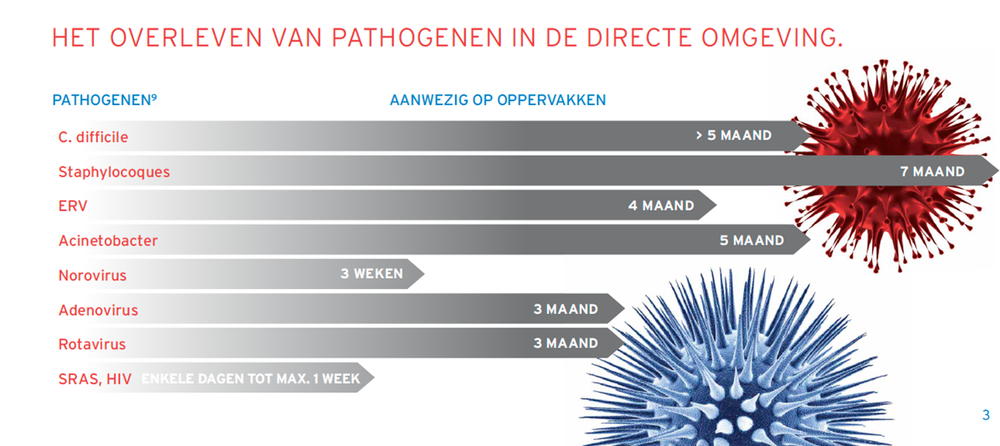 HET OVERLEVEN VAN PATHOGENEN IN DE DIRECTE OMGEVING.
PATHOGENEN⁹ AANWEZIG OP OPPERVAKKEN
C. difficile > 5 MAAND
Staphylocoques 7 MAAND
ERV 4 MAAND
Acinetobacter 5 MAAND
Norovirus 3 WEKEN
Adenovirus 3 MAAND
Rotavirus 3 MAAND
SRAS, HIV ENKELE DAGEN TOT MAX. 1 WEEK
3